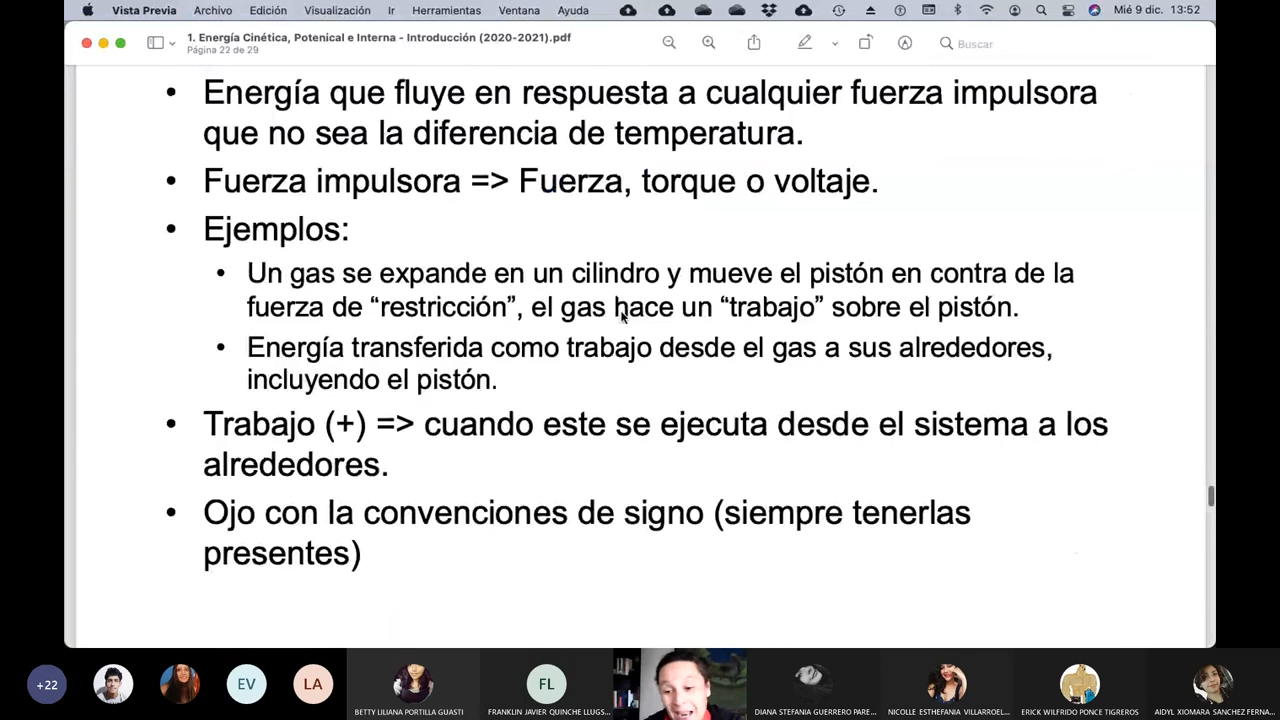 Vista Previa Archivo Edición Visualización Ir Herramientas Ventana Ayuda Mié 9 dic. 13:52
1. Energía Cinética, Potenical e Interna - Introducción (2020-2021).pdf
Página 22 de 29
Buscar
• Energía que fluye en respuesta a cualquier fuerza impulsora
que no sea la diferencia de temperatura.
• Fuerza impulsora => Fuerza, torque o voltaje.
• Ejemplos:
• Un gas se expande en un cilindro y mueve el pistón en contra de la
fuerza de “restricción”, el gas hace un “trabajo” sobre el pistón.
• Energía transferida como trabajo desde el gas a sus alrededores,
incluyendo el pistón.
• Trabajo (+) => cuando este se ejecuta desde el sistema a los
alrededores.
• Ojo con la convenciones de signo (siempre tenerlas
presentes)
+22 EV LA FL
BETTY LILIANA PORTILLA GUASTI FRANKLIN JAVIER QUINCHE LLUGS... DIANA STEFANIA GUERRERO PARE... NICOLLE ESTHEFANIA VILLARROEL... ERICK WILFRIDO PONCE TIGREROS AIDYL XIOMARA SANCHEZ FERNA...